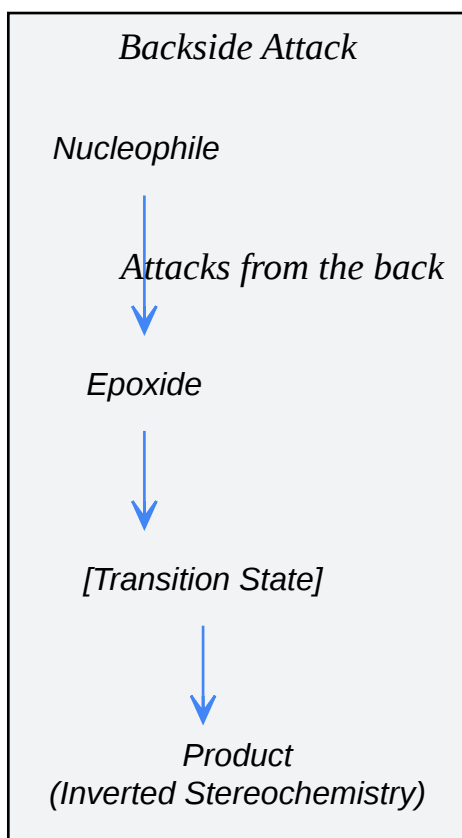 Backside Attack
Nucleophile
Attacks from the back
Epoxide
[Transition State]
Product
(Inverted Stereochemistry)